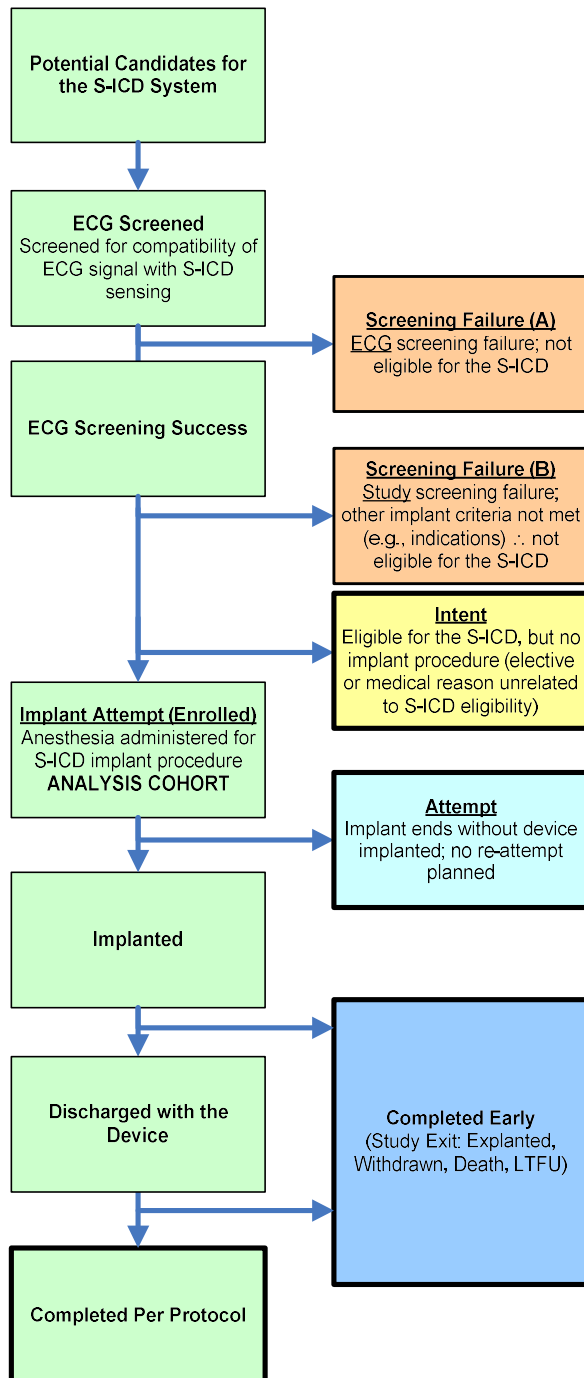 Potential Candidates for
the S-ICD System
ECG Screened
Screened for compatibility of
ECG signal with S-ICD
sensing
Screening Failure (A)
ECG screening failure; not
eligible for the S-ICD
ECG Screening Success
Screening Failure (B)
Study screening failure;
other implant criteria not met
(e.g., indications) ∴ not
eligible for the S-ICD
Intent
Eligible for the S-ICD, but no
implant procedure (elective
or medical reason unrelated
to S-ICD eligibility)
Implant Attempt (Enrolled)
Anesthesia administered for
S-ICD implant procedure
ANALYSIS COHORT
Attempt
Implant ends without device
implanted; no re-attempt
planned
Implanted
Discharged with the
Device
Completed Early
(Study Exit: Explanted,
Withdrawn, Death, LTFU)
Completed Per Protocol